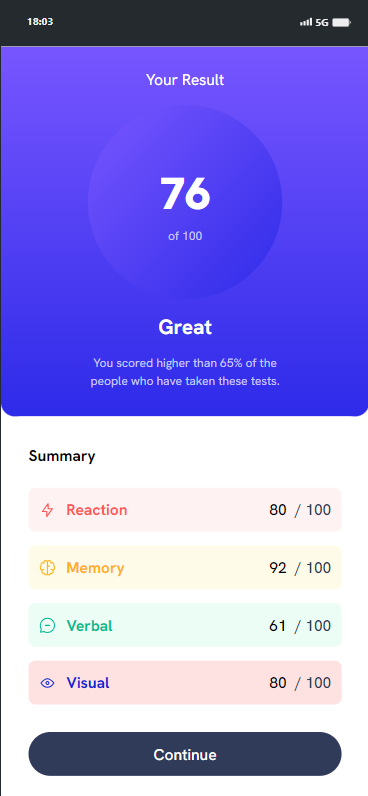 18:03 5G
Your Result
76
of 100
Great
You scored higher than 65% of the
people who have taken these tests.
Summary
Reaction 80 / 100
Memory 92 / 100
Verbal 61 / 100
Visual 80 / 100
Continue